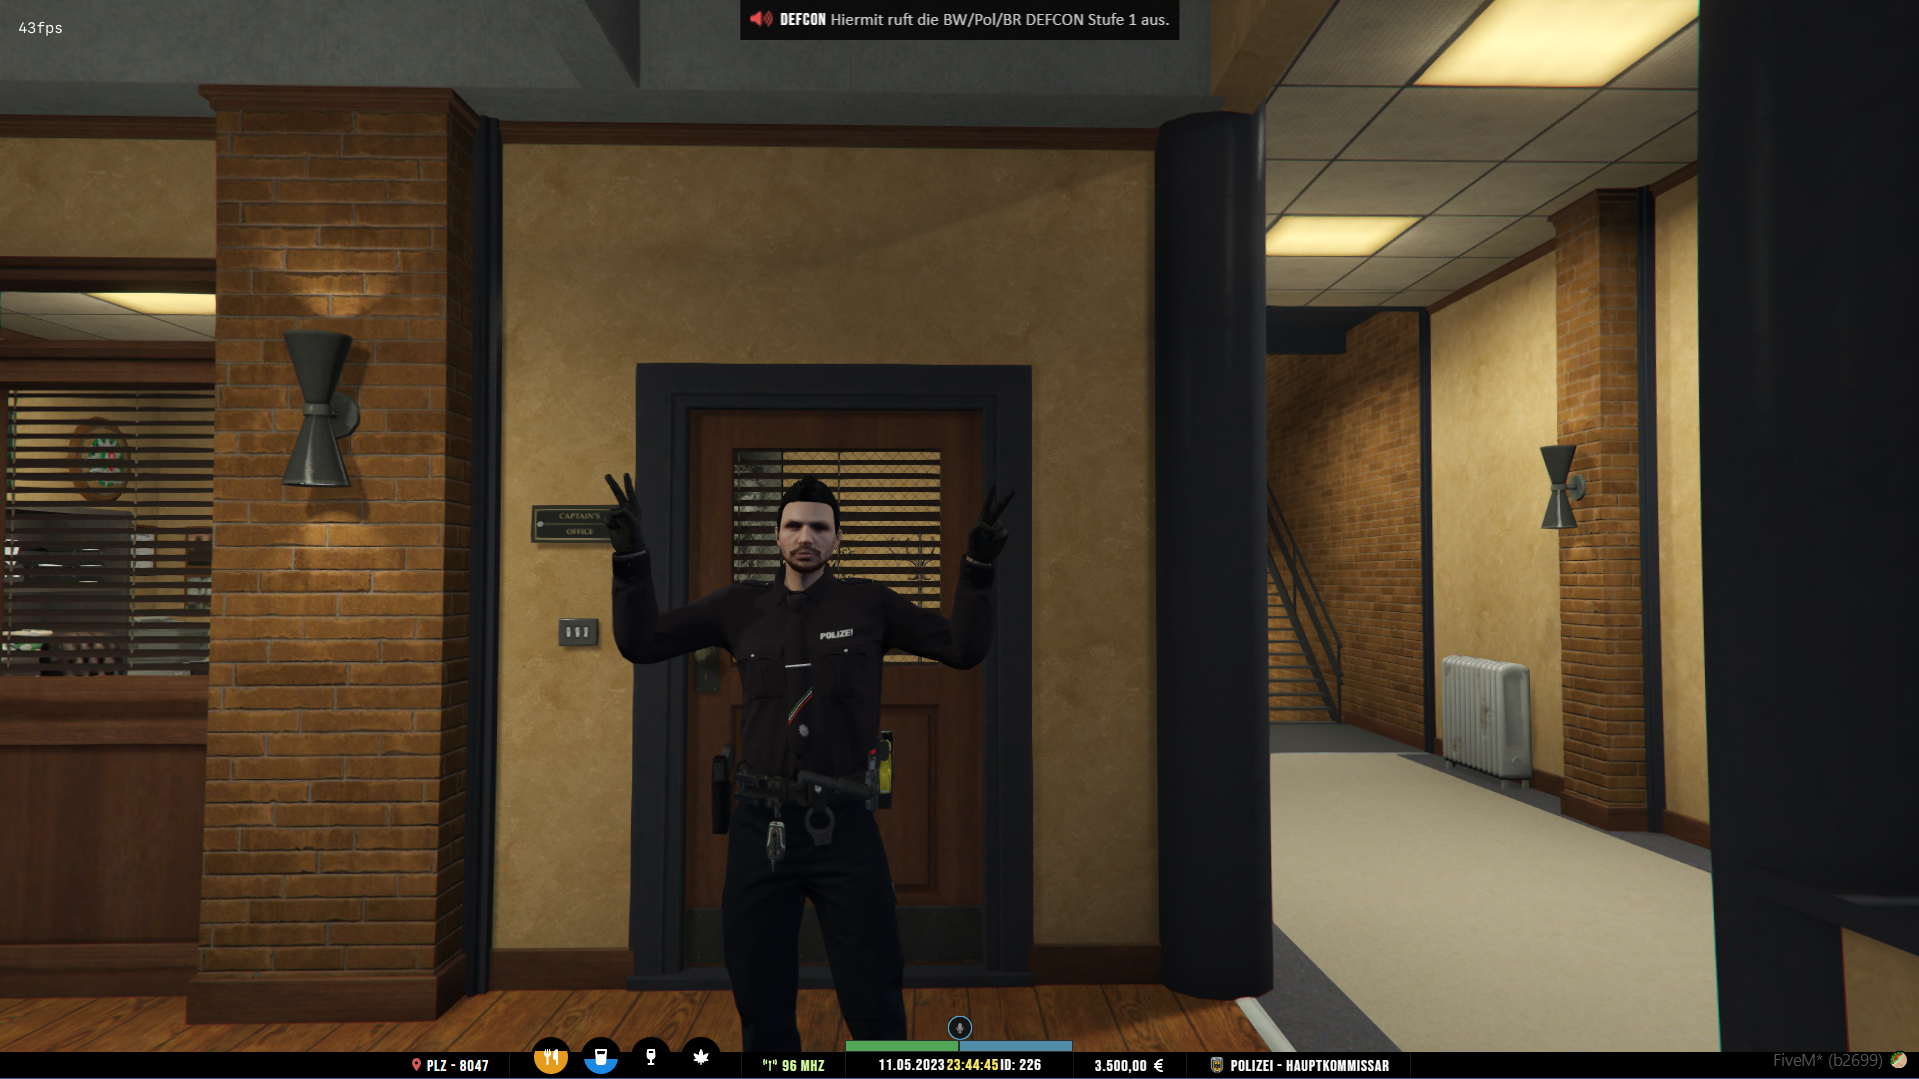 43fps
DEFCON Hiermit ruft die BW/Pol/BR DEFCON Stufe 1 aus.
CAPTAIN'S
OFFICE
POLIZEI
PLZ - 8047
96 MHZ
11.05.2023 23:44:45 ID: 226
3.500,00 €
POLIZEI - HAUPTKOMMISSAR
FiveM* (b2699)